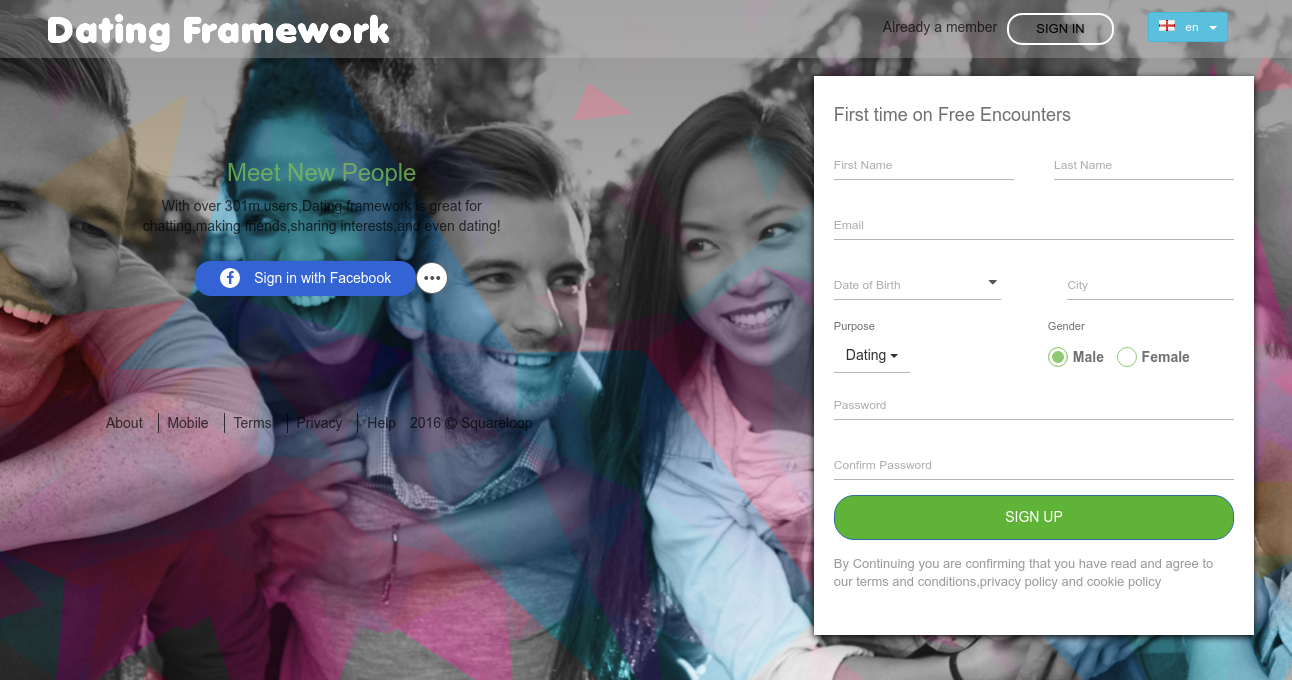 Dating Framework
Already a member
SIGN IN
en
First time on Free Encounters
First Name
Last Name
Email
Date of Birth
City
Purpose
Gender
Dating
Male
Female
Password
Confirm Password
SIGN UP
By Continuing you are confirming that you have read and agree to
our terms and conditions,privacy policy and cookie policy
Meet New People
With over 301m users,Dating framework is great for
chatting,making friends,sharing interests,and even dating!
f
Sign in with Facebook
About
Mobile
Terms
Privacy
Help
2016 © Squareloop